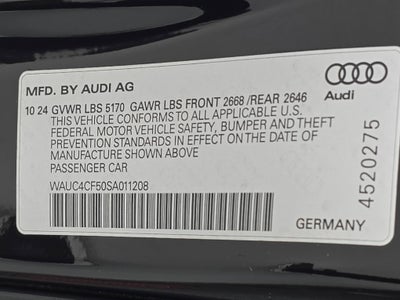 MFD. BY AUDI AG
10 24 GVWR LBS 5170 GAWR LBS FRONT 2668 /REAR 2646
THIS VEHICLE CONFORMS TO ALL APPLICABLE U.S.
FEDERAL MOTOR VEHICLE SAFETY, BUMPER AND THEFT
PREVENTION STANDARDS IN EFFECT ON THE DATE OF
MANUFACTURE SHOWN ABOVE.
PASSENGER CAR
WAUC4CF50SA011208
Audi
4520275
GERMANY